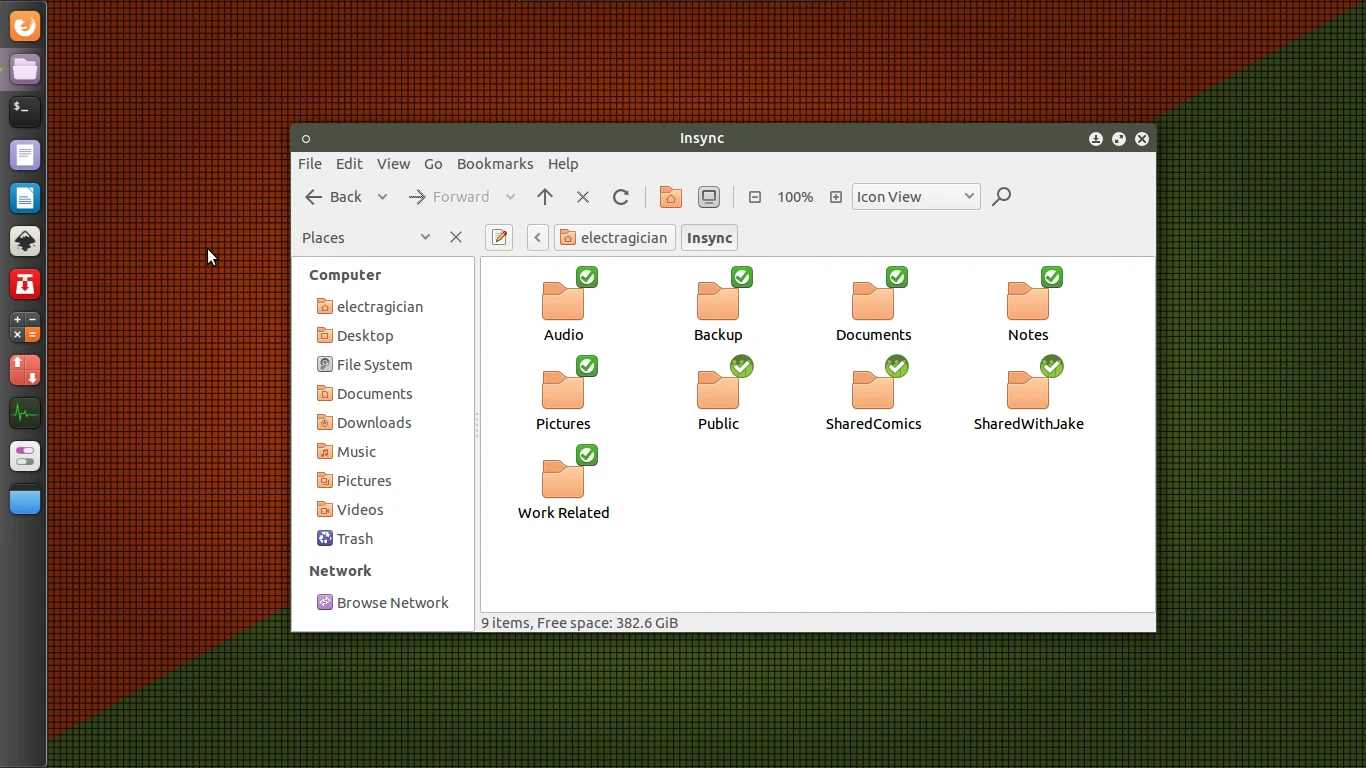 Insync
File Edit View Go Bookmarks Help
Back Forward 100% Icon View
Places electragician Insync
Computer
electragician
Desktop
File System
Documents
Downloads
Music
Pictures
Videos
Trash
Network
Browse Network
Audio Backup Documents Notes
Pictures Public SharedComics SharedWithJake
Work Related
9 items, Free space: 382.6 GiB